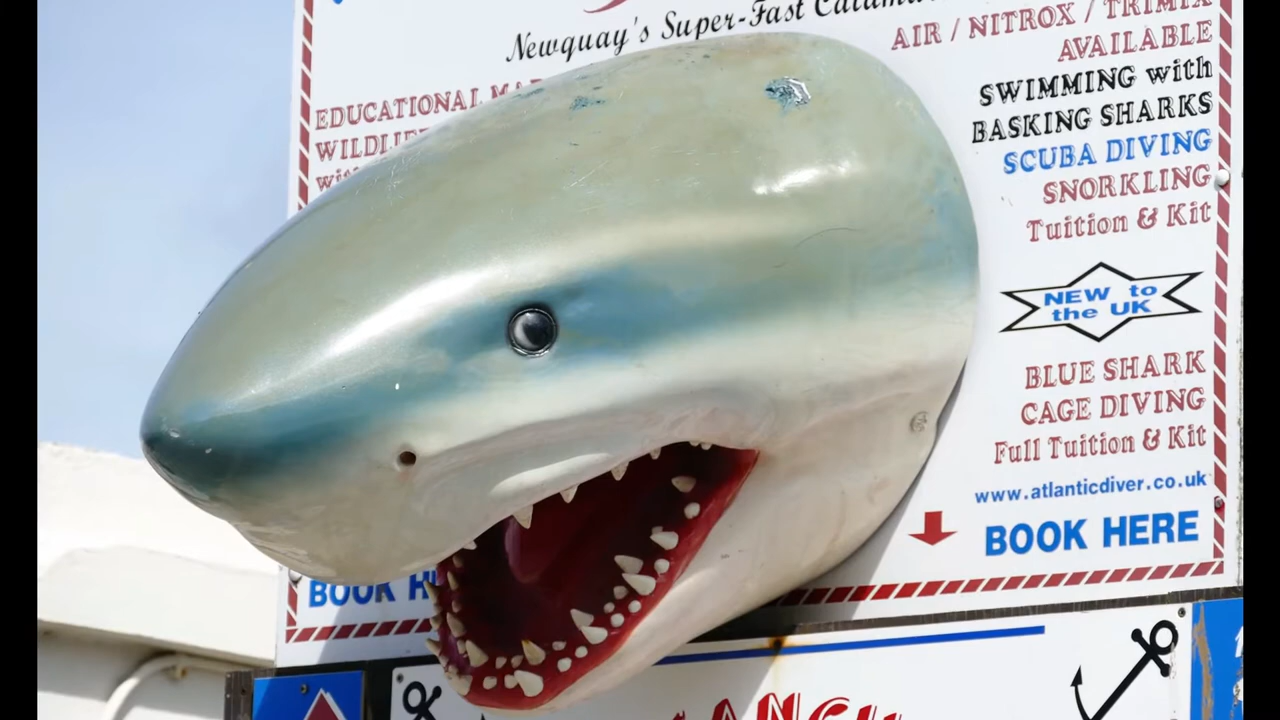 Newquay's Super-Fast
AIR / NITROX / TRIMIX
AVAILABLE
SWIMMING with
BASKING SHARKS
SCUBA DIVING
SNORKLING
Tuition & Kit
EDUCATIONAL
NEW to
the UK
BLUE SHARK
CAGE DIVING
Full Tuition & Kit
www.atlanticdiver.co.uk
BOOK HERE
BOOK